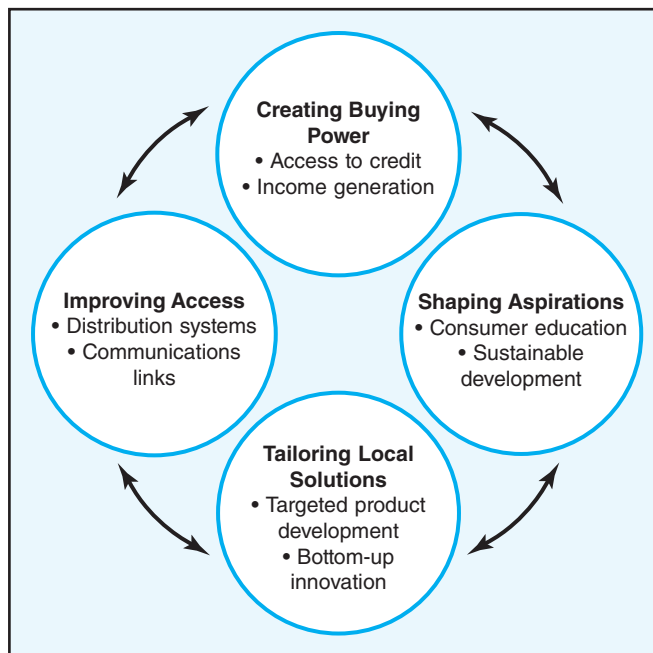 Creating Buying
Power
• Access to credit
• Income generation
Improving Access
• Distribution systems
• Communications
links
Shaping Aspirations
• Consumer education
• Sustainable
development
Tailoring Local
Solutions
• Targeted product
development
• Bottom-up
innovation